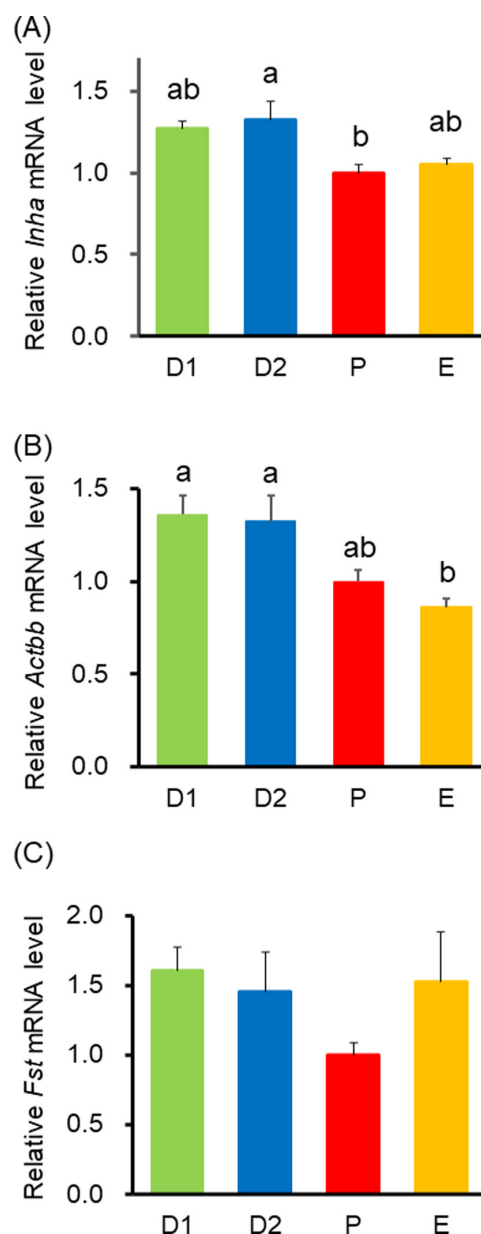 (A)
Relative Inha mRNA level
1.5
1.0
0.5
0.0
ab
a
b
ab
D1 D2 P E
(B)
Relative Actbb mRNA level
1.5
1.0
0.5
0.0
a
a
ab
b
D1 D2 P E
(C)
Relative Fst mRNA level
2.0
1.5
1.0
0.5
0.0
D1 D2 P E